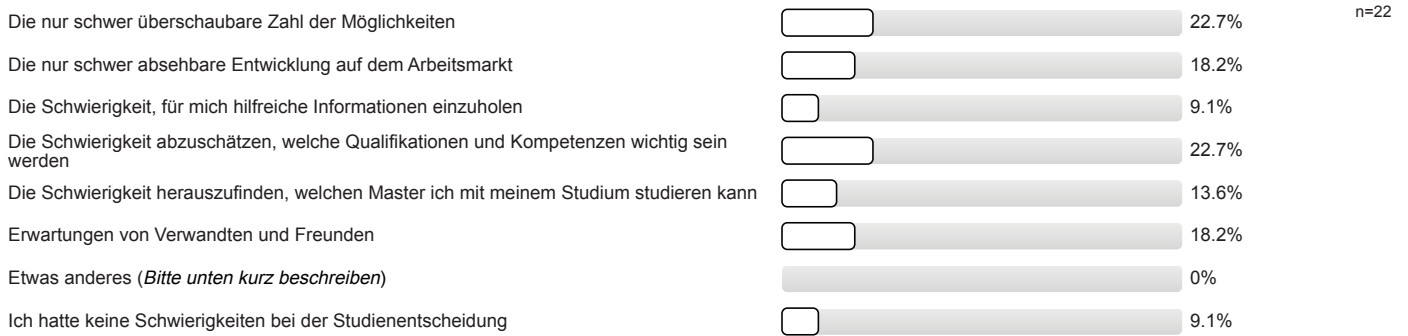 Die nur schwer überschaubare Zahl der Möglichkeiten 22.7% n=22
Die nur schwer absehbare Entwicklung auf dem Arbeitsmarkt 18.2%
Die Schwierigkeit, für mich hilfreiche Informationen einzuholen 9.1%
Die Schwierigkeit abzuschätzen, welche Qualifikationen und Kompetenzen wichtig sein
werden 22.7%
Die Schwierigkeit herauszufinden, welchen Master ich mit meinem Studium studieren kann 13.6%
Erwartungen von Verwandten und Freunden 18.2%
Etwas anderes (Bitte unten kurz beschreiben) 0%
Ich hatte keine Schwierigkeiten bei der Studienentscheidung 9.1%